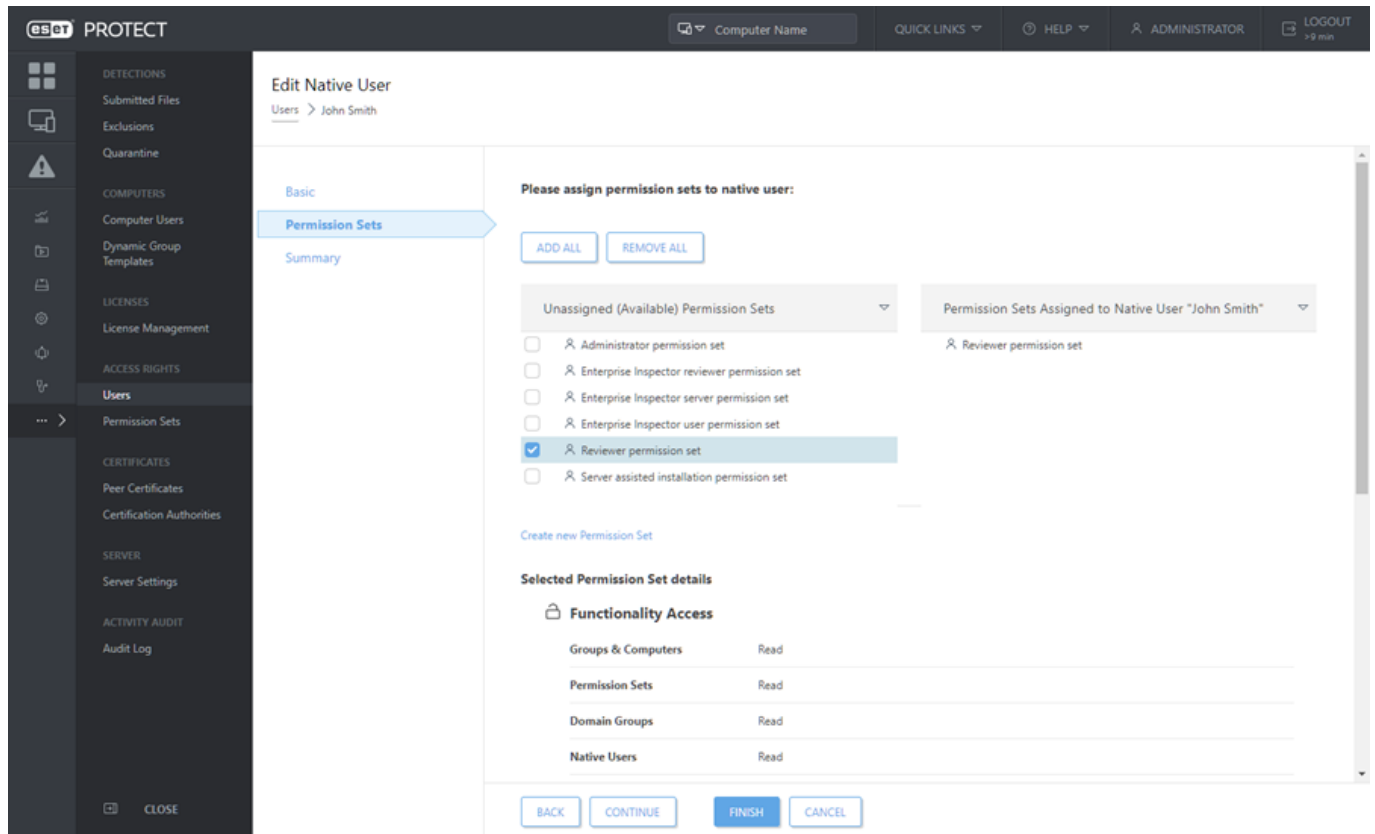 eset PROTECT
Computer Name
QUICK LINKS
HELP
ADMINISTRATOR
LOGOUT
>9 min
DETECTIONS
Submitted Files
Exclusions
Quarantine
COMPUTERS
Computer Users
Dynamic Group
Templates
LICENSES
License Management
ACCESS RIGHTS
Users
Permission Sets
CERTIFICATES
Peer Certificates
Certification Authorities
SERVER
Server Settings
ACTIVITY AUDIT
Audit Log
CLOSE
Edit Native User
Users > John Smith
Basic
Permission Sets
Summary
Please assign permission sets to native user:
ADD ALL
REMOVE ALL
Unassigned (Available) Permission Sets
Administrator permission set
Enterprise Inspector reviewer permission set
Enterprise Inspector server permission set
Enterprise Inspector user permission set
Reviewer permission set
Server assisted installation permission set
Permission Sets Assigned to Native User "John Smith"
Reviewer permission set
Create new Permission Set
Selected Permission Set details
Functionality Access
Groups & Computers Read
Permission Sets Read
Domain Groups Read
Native Users Read
BACK
CONTINUE
FINISH
CANCEL